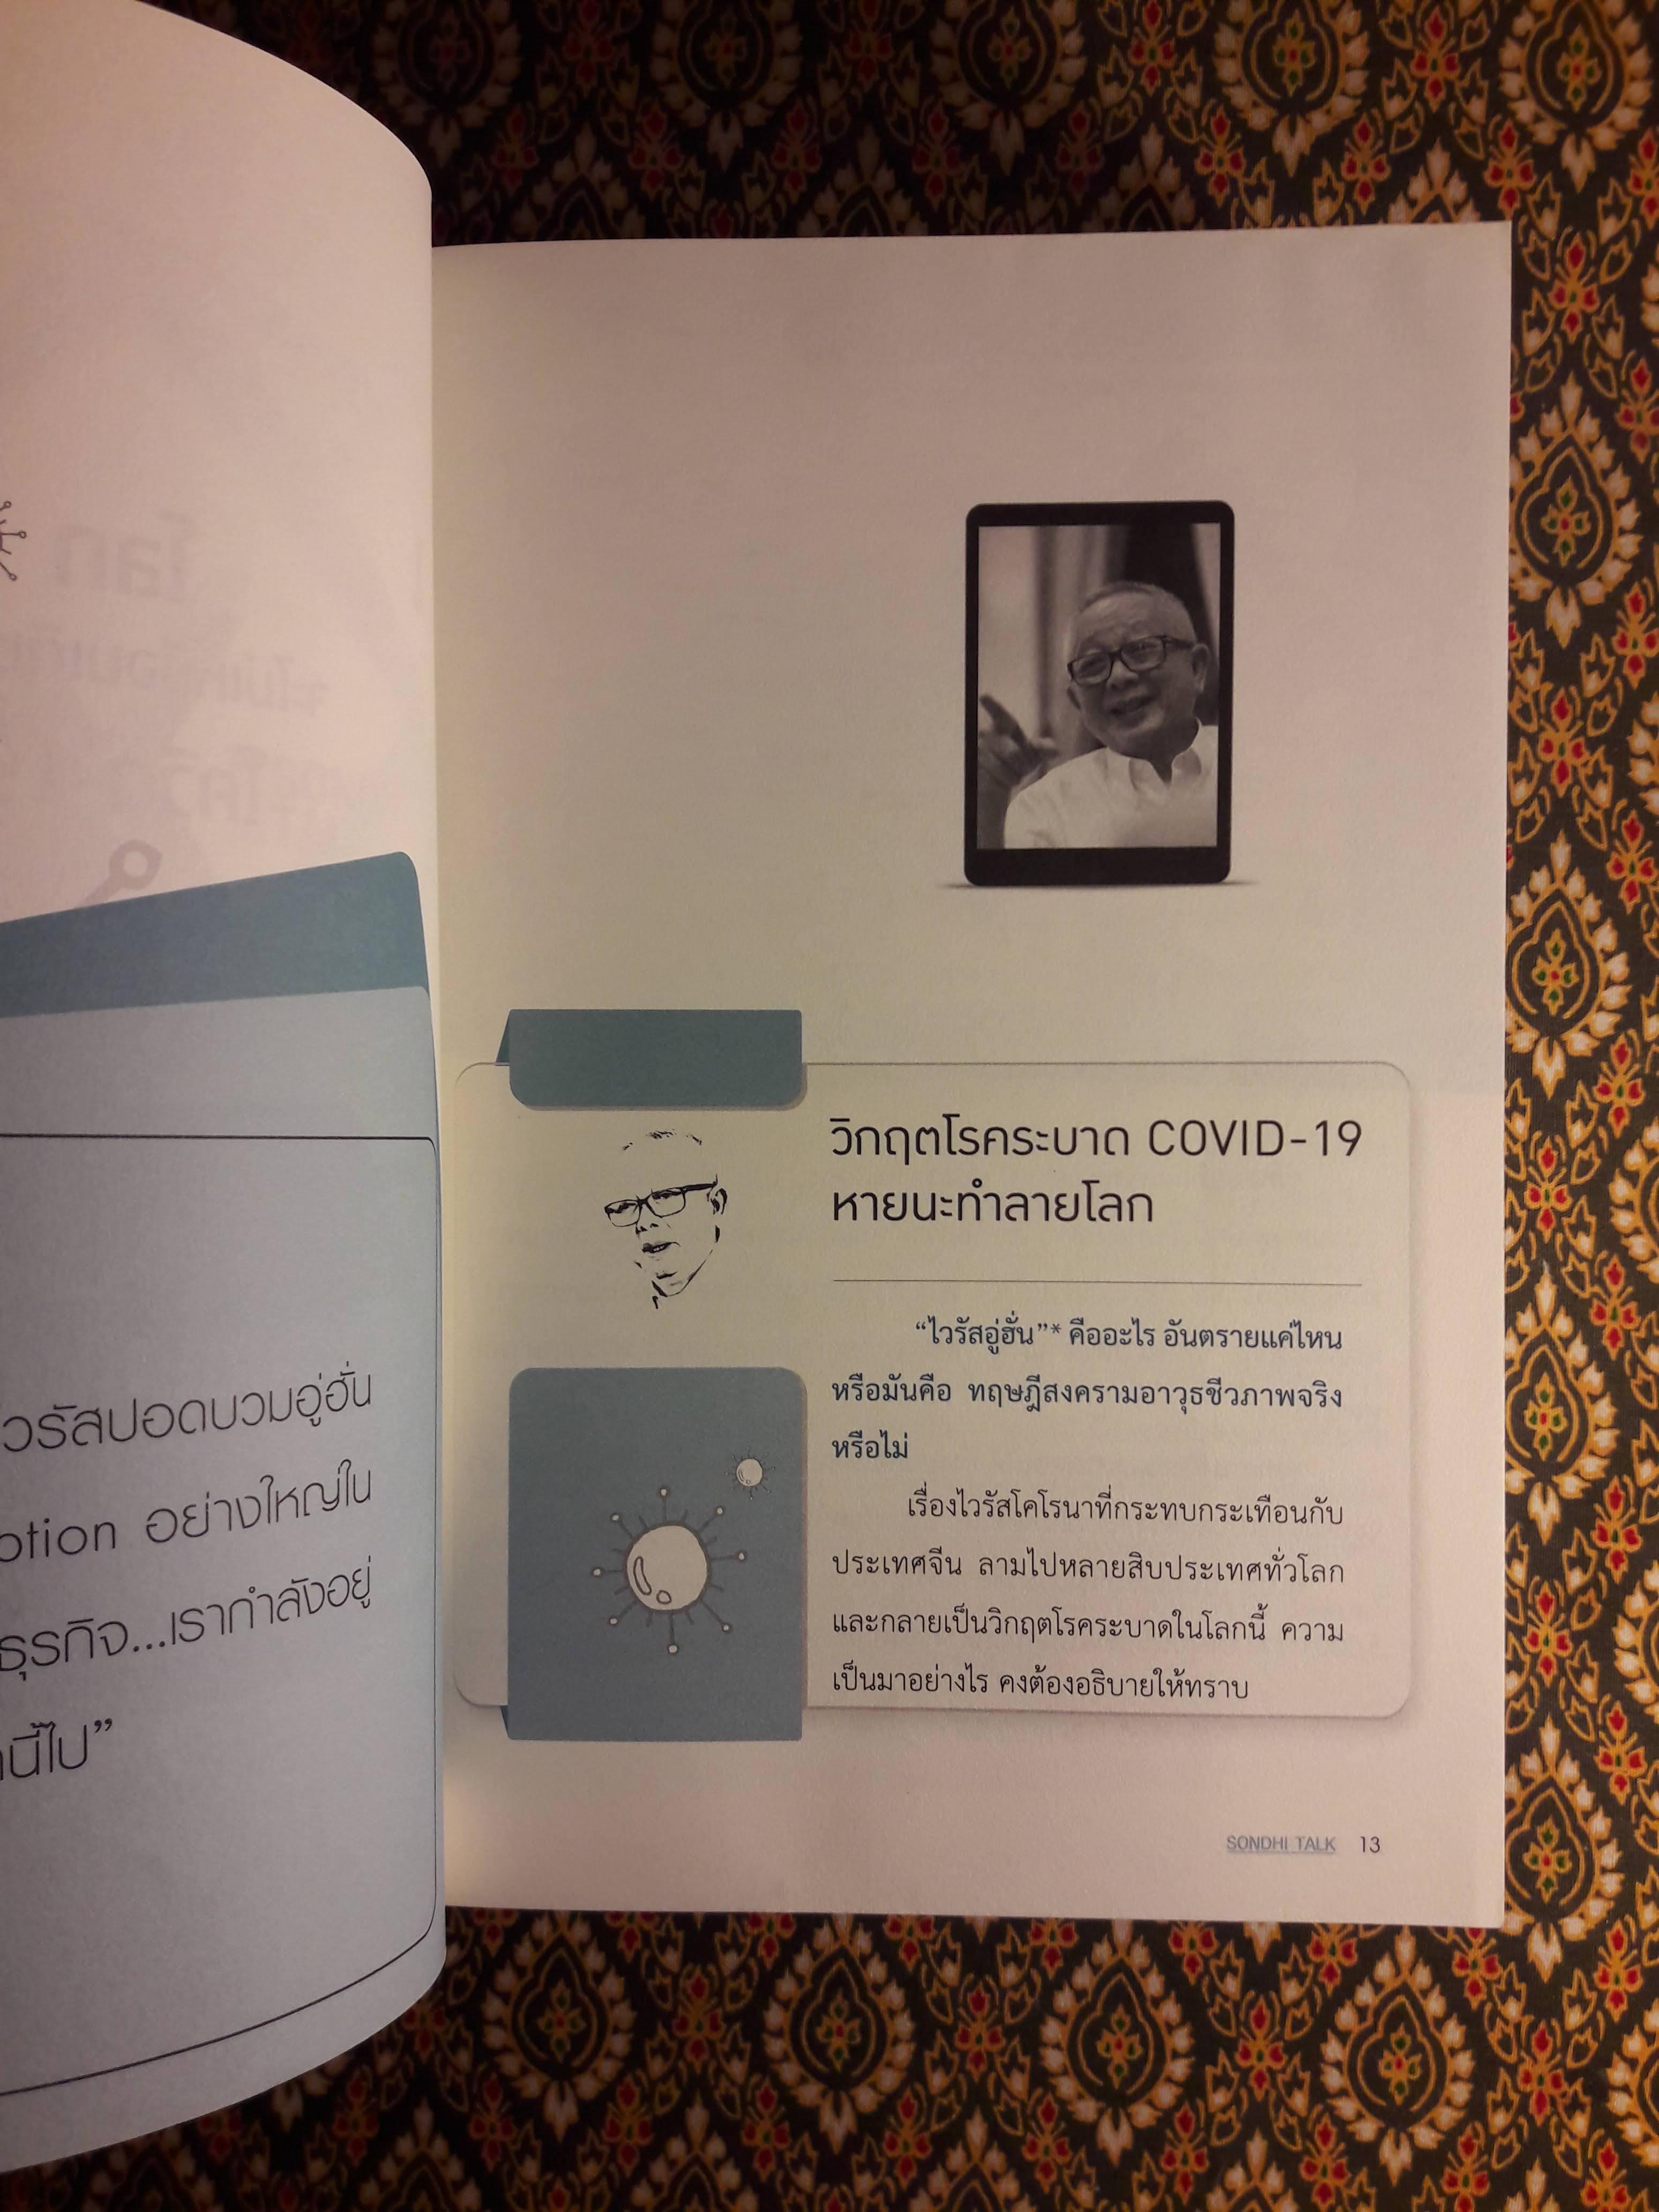 วรัสปอดบวมอู่ฮั่น
otion อย่างใหญ่ใน
ธุรกิจ...เรากำลังอยู่
นี้ไป”
วิกฤตโรคระบาด COVID-19
หายนะทำลายโลก
“ไวรัสอู่ฮั่น”* คืออะไร อันตรายแค่ไหน
หรือมันคือ ทฤษฎีสงครามอาวุธชีวภาพจริง
หรือไม่
เรื่องไวรัสโคโรนาที่กระทบกระเทือนกับ
ประเทศจีน ลามไปหลายสิบประเทศทั่วโลก
และกลายเป็นวิกฤตโรคระบาดในโลกนี้ ความ
เป็นมาอย่างไร คงต้องอธิบายให้ทราบ
SONDHI TALK 13